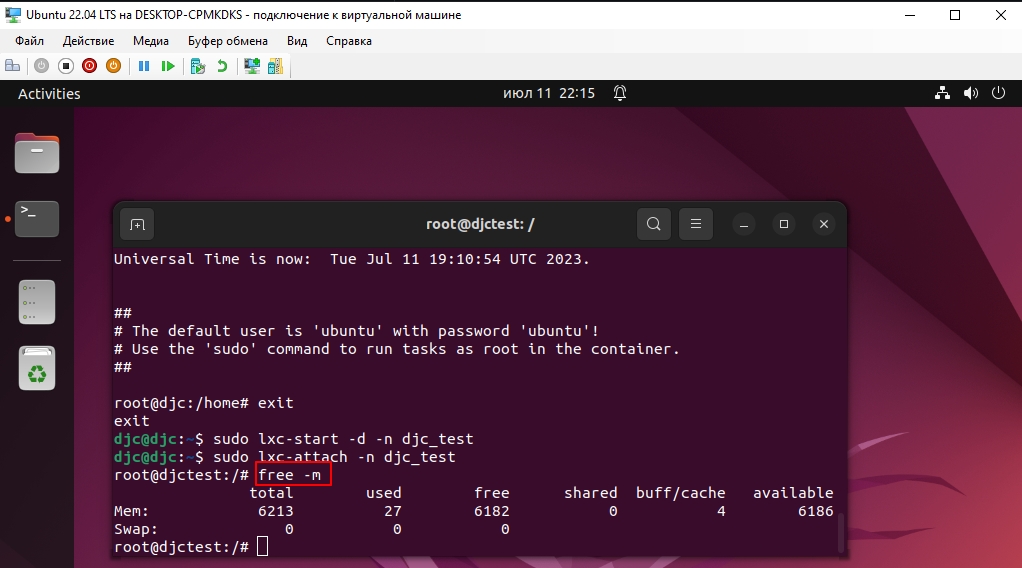 Ubuntu 22.04 LTS на DESKTOP-CPMKDKS - подключение к виртуальной машине
Файл Действие Медиа Буфер обмена Вид Справка
Activities июл 11 22:15
root@djctest: /
Universal Time is now:  Tue Jul 11 19:10:54 UTC 2023.
##
# The default user is 'ubuntu' with password 'ubuntu'!
# Use the 'sudo' command to run tasks as root in the container.
##
root@djc:/home# exit
exit
djc@djc:~$ sudo lxc-start -d -n djc_test
djc@djc:~$ sudo lxc-attach -n djc_test
root@djctest:/# free -m
total used free shared buff/cache available
Mem: 6213 27 6182 0 4 6186
Swap: 0 0 0
root@djctest:/#